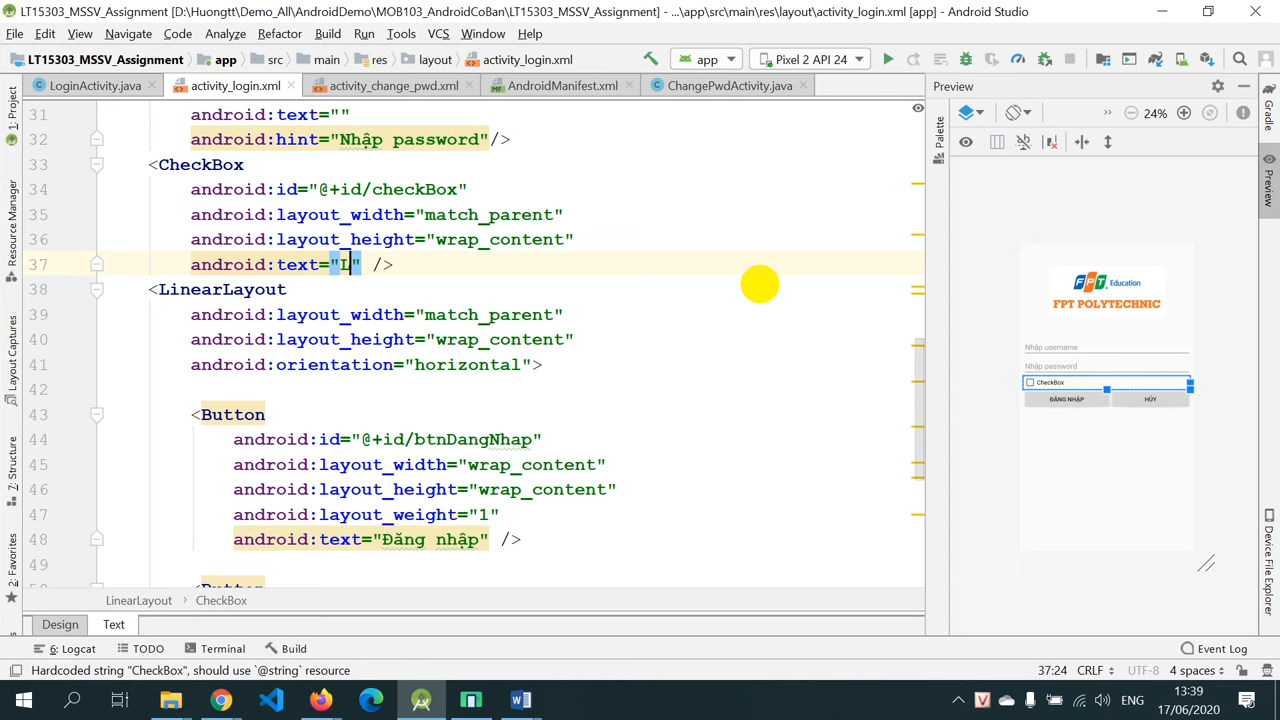 LT15303_MSSV_Assignment [D:\Huongtt\Demo_All\AndroidDemo\MOB103_AndroidCoBan\LT15303_MSSV_Assignment] - ...\app\src\main\res\layout\activity_login.xml [app] - Android Studio
File Edit View Navigate Code Analyze Refactor Build Run Tools VCS Window Help
LT15303_MSSV_Assignment app src main res layout activity_login.xml app Pixel 2 API 24
LoginActivity.java activity_login.xml activity_change_pwd.xml AndroidManifest.xml ChangePwdActivity.java
Preview
24%
1: Project
Resource Manager
Layout Captures
7: Structure
2: Favorites
31 android:text=""
32 android:hint="Nhập password"/>
33 <CheckBox
34 android:id="@+id/checkBox"
35 android:layout_width="match_parent"
36 android:layout_height="wrap_content"
37 android:text="L" />
38 <LinearLayout
39 android:layout_width="match_parent"
40 android:layout_height="wrap_content"
41 android:orientation="horizontal">
42
43 <Button
44 android:id="@+id/btnDangNhap"
45 android:layout_width="wrap_content"
46 android:layout_height="wrap_content"
47 android:layout_weight="1"
48 android:text="Đăng nhập" />
49
<Button
Palette
FPT Education
FPT POLYTECHNIC
Nhập username
Nhập password
CheckBox
ĐĂNG NHẬP HỦY
Gradle
Preview
Device File Explorer
LinearLayout CheckBox
Design Text
6: Logcat TODO Terminal Build Event Log
Hardcoded string "CheckBox", should use `@string` resource 37:24 CRLF UTF-8 4 spaces
ENG
13:39
17/06/2020